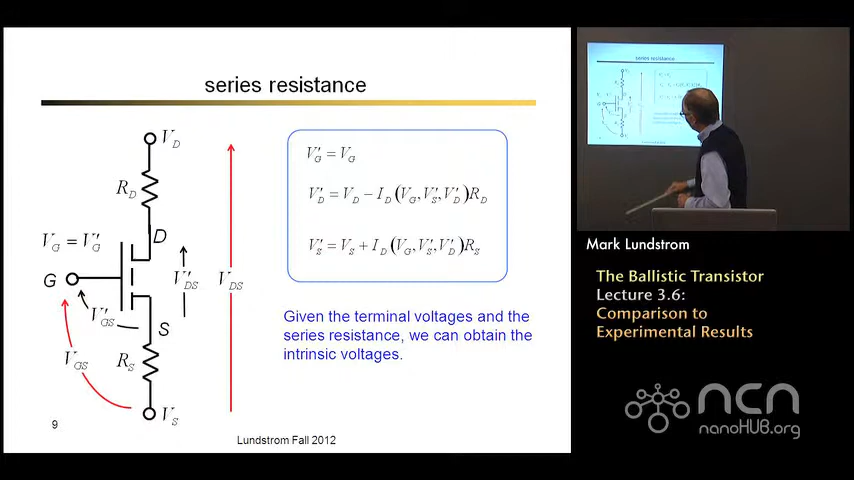 series resistance
V_D
R_D
V_G = V′_G
D
G
V′_DS
V_DS
V′_GS
S
V_GS
R_S
V_S
V′_G = V_G
V′_D = V_D − I_D (V_G, V′_S, V′_D) R_D
V′_S = V_S + I_D (V_G, V′_S, V′_D) R_S
Given the terminal voltages and the
series resistance, we can obtain the
intrinsic voltages.
9
Lundstrom Fall 2012
series resistance
Mark Lundstrom
The Ballistic Transistor
Lecture 3.6:
Comparison to
Experimental Results
ncn
nanoHUB.org